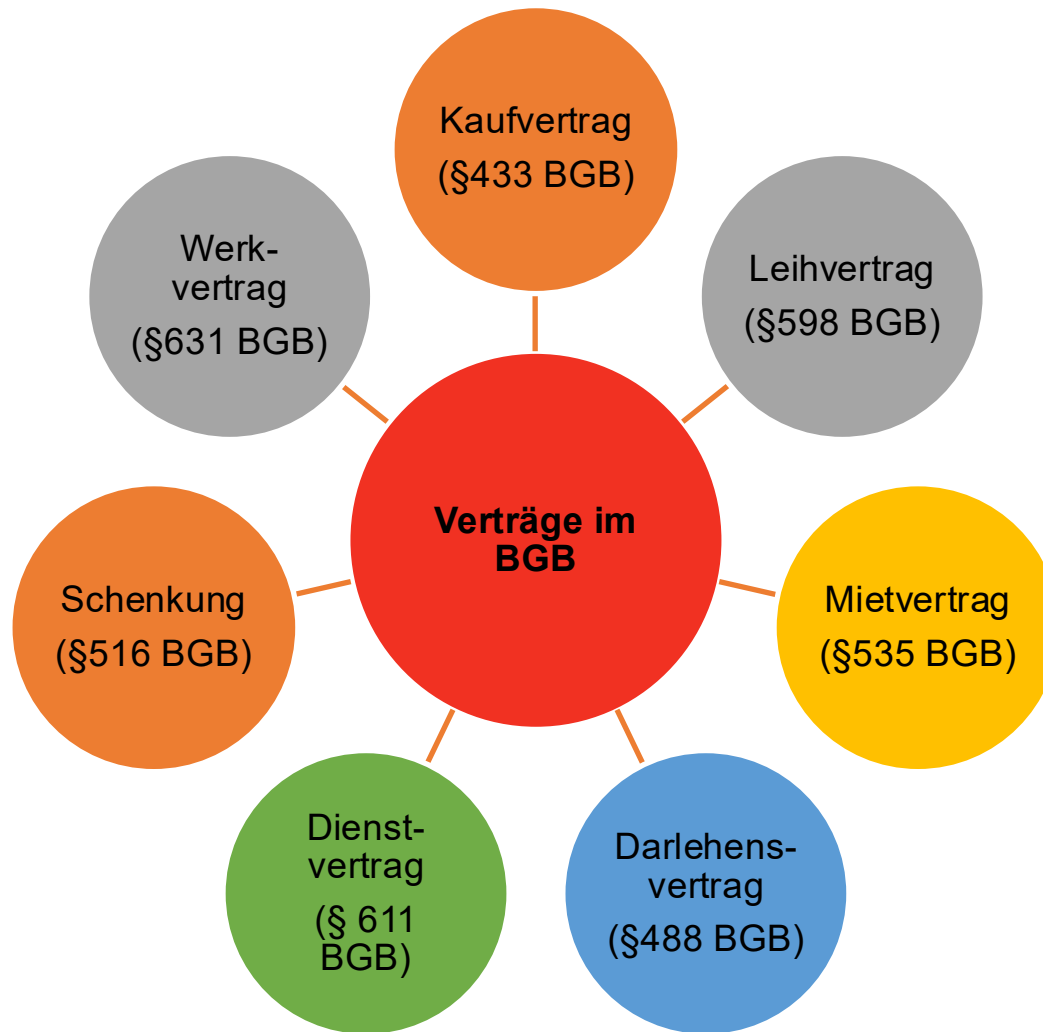 Kaufvertrag
(§433 BGB)
Leihvertrag
(§598 BGB)
Mietvertrag
(§535 BGB)
Darlehens-
vertrag
(§488 BGB)
Dienst-
vertrag
(§ 611
BGB)
Schenkung
(§516 BGB)
Werk-
vertrag
(§631 BGB)
Verträge im
BGB